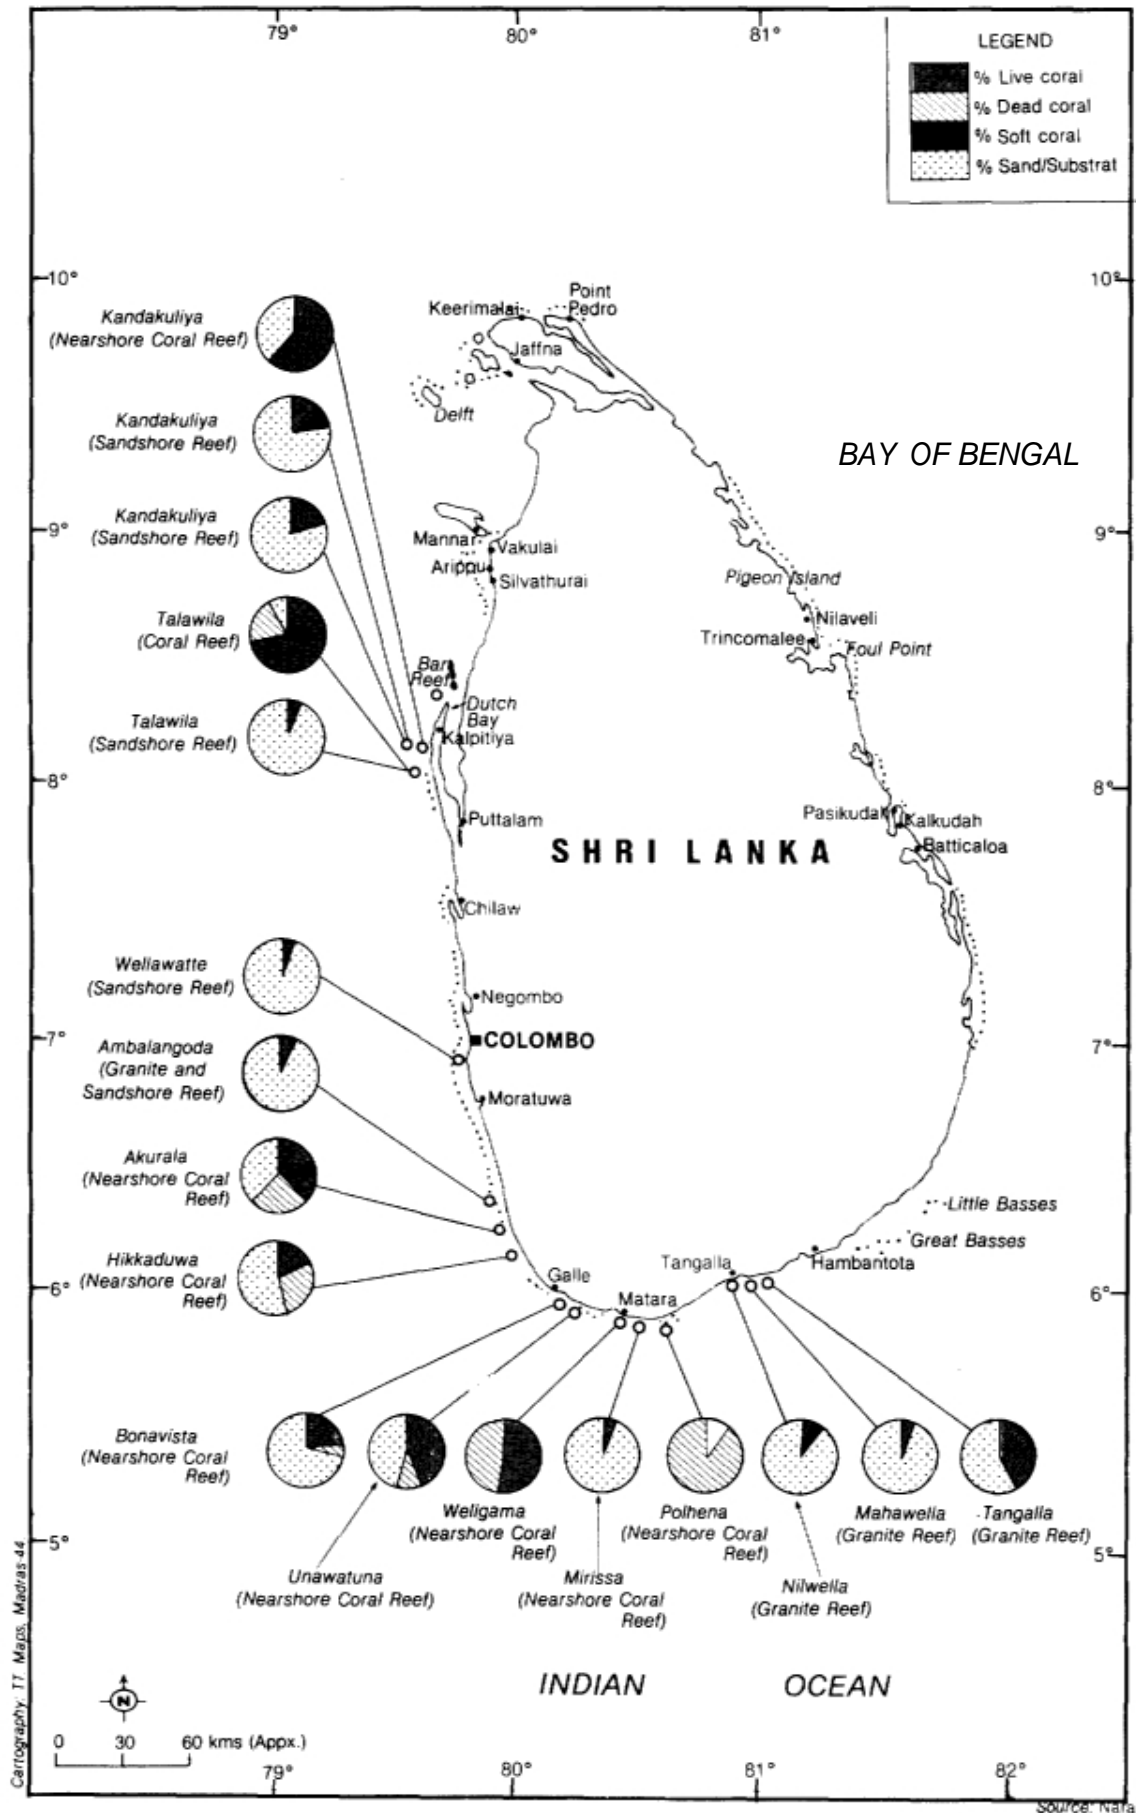 79°
80°
81°
LEGEND
% Live coral
% Dead coral
% Soft coral
% Sand/Substrat
10°
10°
Kandakuliya
(Nearshore Coral Reef)
Keerimalai
Point
Pedro
Jaffna
Delft
Kandakuliya
(Sandshore Reef)
BAY OF BENGAL
Kandakuliya
(Sandshore Reef)
9°
9°
Mannar
Vakulai
Arippu
Silvathurai
Pigeon Island
Nilaveli
Trincomalee
Foul Point
Talawila
(Coral Reef)
Bar
Reef
Dutch
Bay
Kalpitiya
Talawila
(Sandshore Reef)
8°
8°
Puttalam
Pasikudah
Kalkudah
Batticaloa
SHRI LANKA
Chilaw
Wellawatte
(Sandshore Reef)
Negombo
7°
COLOMBO
7°
Ambalangoda
(Granite and
Sandshore Reef)
Moratuwa
Akurala
(Nearshore Coral
Reef)
Little Basses
Great Basses
Hikkaduwa
(Nearshore Coral
Reef)
Hambantota
Tangalla
6°
Galle
Matara
6°
Bonavista
(Nearshore Coral
Reef)
Weligama
(Nearshore Coral
Reef)
Polhena
(Nearshore Coral
Reef)
Mahawella
(Granite Reef)
Tangalla
(Granite Reef)
5°
5°
Unawatuna
(Nearshore Coral Reef)
Mirissa
(Nearshore Coral
Reef)
Nilwella
(Granite Reef)
INDIAN OCEAN
N
0 30 60 kms (Appx.)
79°
80°
81°
82°
Cartography: TT Maps, Madras-44
Source: Nara